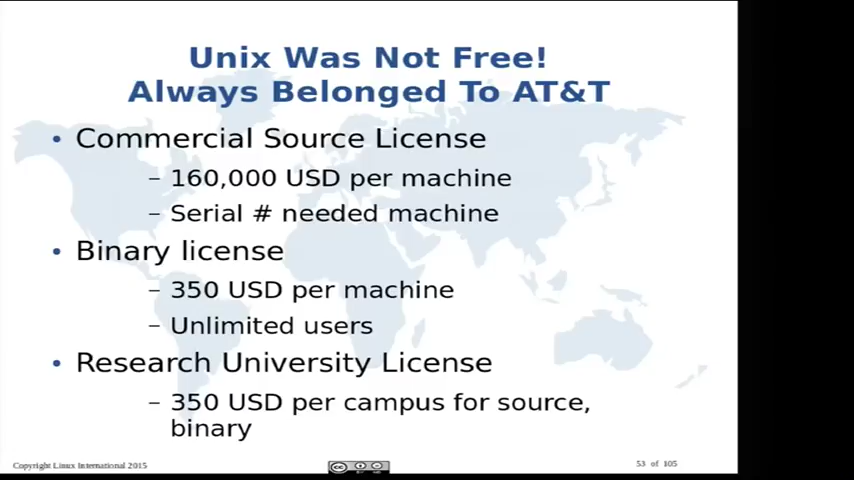 Unix Was Not Free!
Always Belonged To AT&T
• Commercial Source License
– 160,000 USD per machine
– Serial # needed machine
• Binary license
– 350 USD per machine
– Unlimited users
• Research University License
– 350 USD per campus for source,
binary
Copyright Linux International 2015
53 of 105